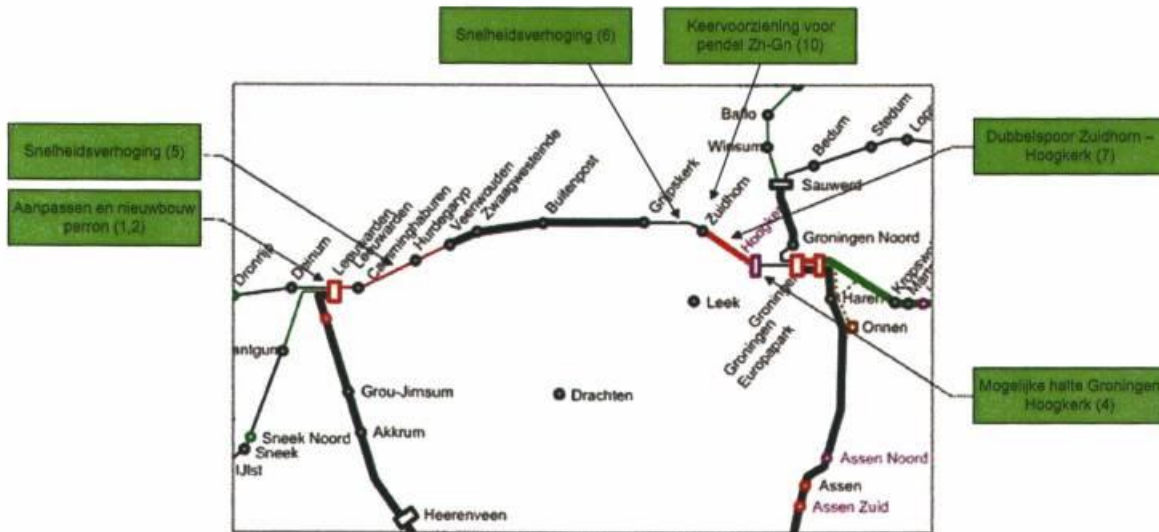 Snelheidsverhoging (6)
Keervoorziening voor
pendel Zh-Gn (10)
Snelheidsverhoging (5)
Aanpassen en nieuwbouw
perron (1,2)
Dubbelspoor Zuidhorn –
Hoogkerk (7)
Mogelijke halte Groningen
Hoogkerk (4)
Dronrijp
Deinum
Leeuwarden
Leeuwarden
Camminghaburen
Hurdegaryp
Veenwouden
Zwaagwesteinde
Buitenpost
Grijpskerk
Zuidhorn
Baflo
Winsum
Bedum
Stedum
Sauwerd
Groningen Noord
Groningen
Groningen
Europapark
Haren
Onnen
Leek
Drachten
antgum
Grou-Jirnsum
Akkrum
Sneek Noord
Sneek
IJlst
Heerenveen
Assen Noord
Assen
Assen Zuid